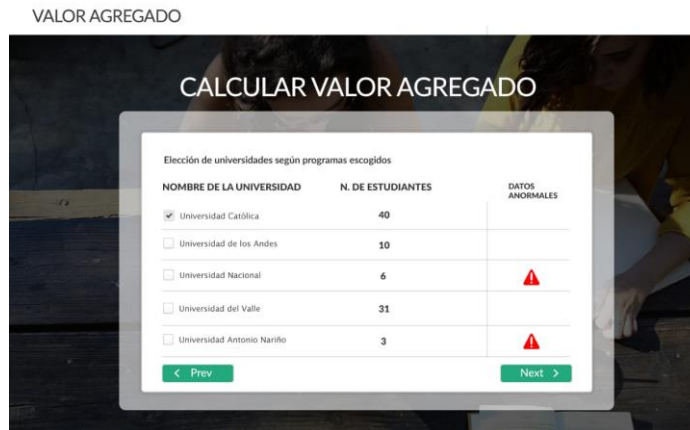 VALOR AGREGADO
CALCULAR VALOR AGREGADO
Elección de universidades según programas escogidos
NOMBRE DE LA UNIVERSIDAD N. DE ESTUDIANTES DATOS ANORMALES
Universidad Católica 40
Universidad de los Andes 10
Universidad Nacional 6
Universidad del Valle 31
Universidad Antonio Nariño 3
< Prev Next >